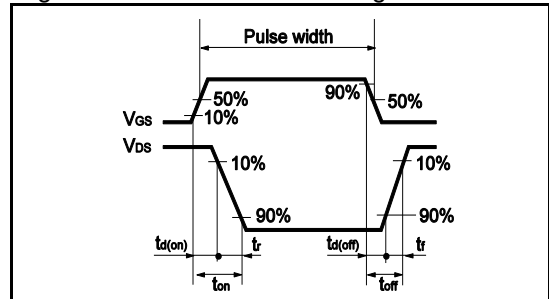 Pulse width
90%
50%
50%
10%
VGS
VDS
10%
10%
90%
90%
td(on)
tr
td(off)
tf
ton
toff